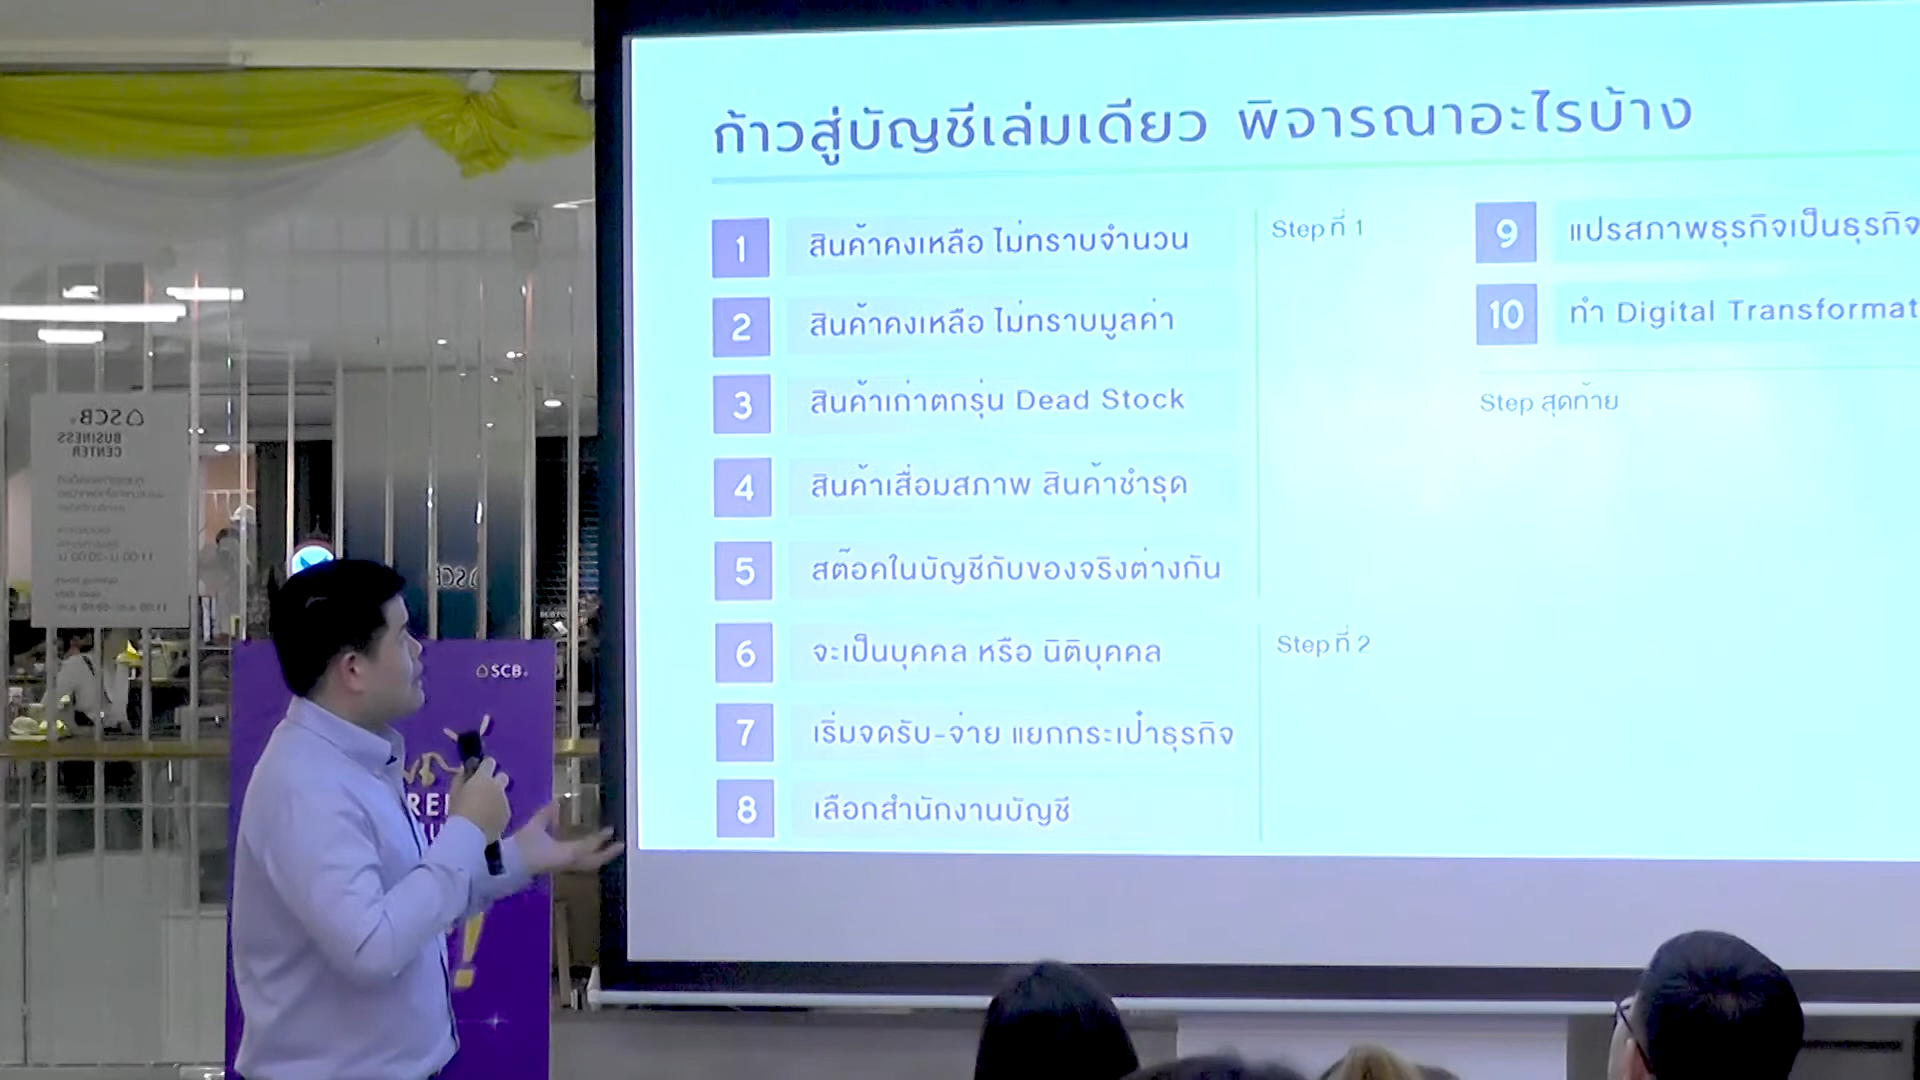 ก้าวสู่บัญชีเล่มเดียว พิจารณาอะไรบ้าง
1 สินค้าคงเหลือ ไม่ทราบจำนวน
2 สินค้าคงเหลือ ไม่ทราบมูลค่า
3 สินค้าเก่าตกรุ่น Dead Stock
4 สินค้าเสื่อมสภาพ สินค้าชำรุด
5 สต๊อคในบัญชีกับของจริงต่างกัน
Step ที่ 1
6 จะเป็นบุคคล หรือ นิติบุคคล
7 เริ่มจดรับ-จ่าย แยกกระเป๋าธุรกิจ
8 เลือกสำนักงานบัญชี
Step ที่ 2
9 แปรสภาพธุรกิจเป็นธุรกิจ
10 ทำ Digital Transformat
Step สุดท้าย
SCB
BUSINESS
CENTER
SCB
SCB